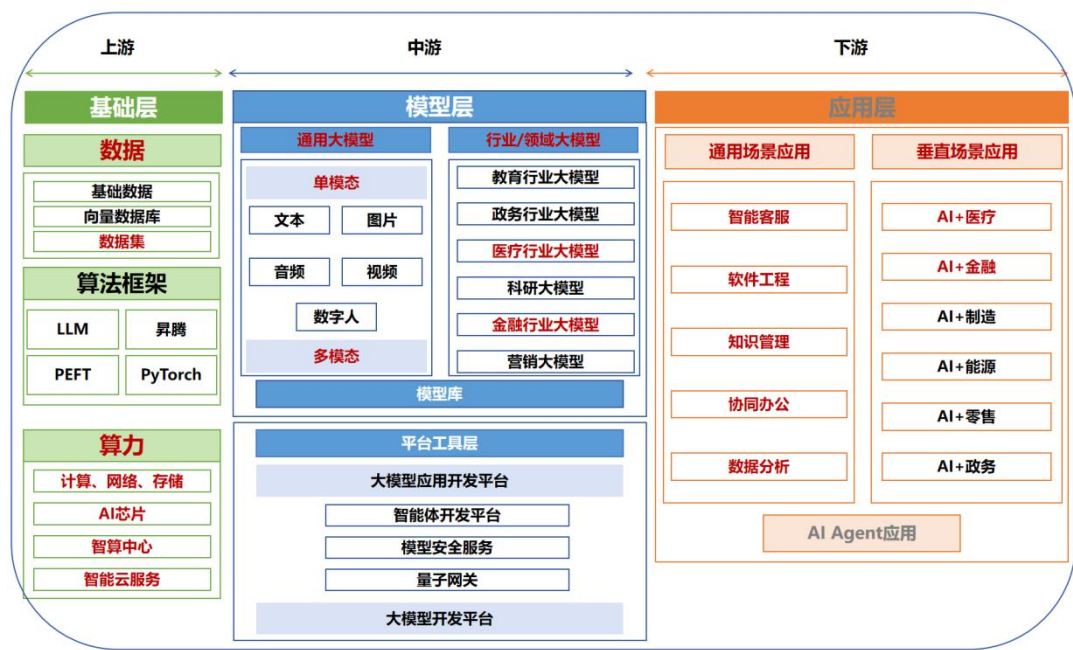 上游
中游
下游
基础层
数据
基础数据
向量数据库
数据集
算法框架
LLM
昇腾
PEFT
PyTorch
算力
计算、网络、存储
AI芯片
智算中心
智能云服务
模型层
通用大模型
单模态
文本
图片
音频
视频
数字人
多模态
行业/领域大模型
教育行业大模型
政务行业大模型
医疗行业大模型
科研大模型
金融行业大模型
营销大模型
模型库
平台工具层
大模型应用开发平台
智能体开发平台
模型安全服务
量子网关
大模型开发平台
应用层
通用场景应用
智能客服
软件工程
知识管理
协同办公
数据分析
垂直场景应用
AI+医疗
AI+金融
AI+制造
AI+能源
AI+零售
AI+政务
AI Agent应用